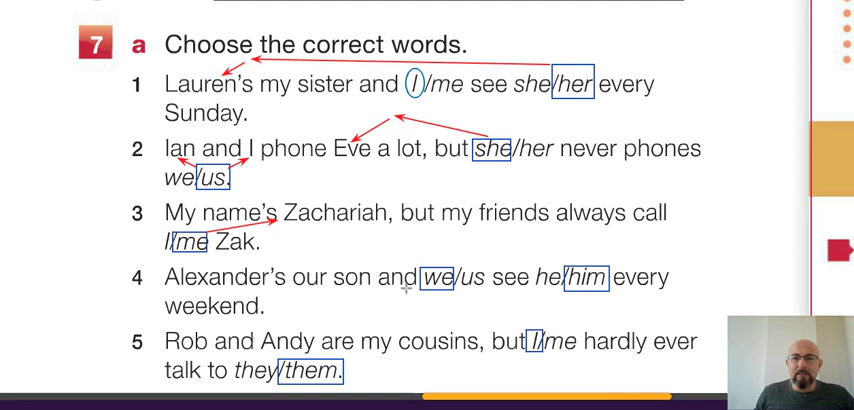 7 a Choose the correct words.
1 Lauren's my sister and I/me see she/her every
Sunday.
2 Ian and I phone Eve a lot, but she/her never phones
we/us.
3 My name's Zachariah, but my friends always call
I/me Zak.
4 Alexander's our son and we/us see he/him every
weekend.
5 Rob and Andy are my cousins, but I/me hardly ever
talk to they/them.